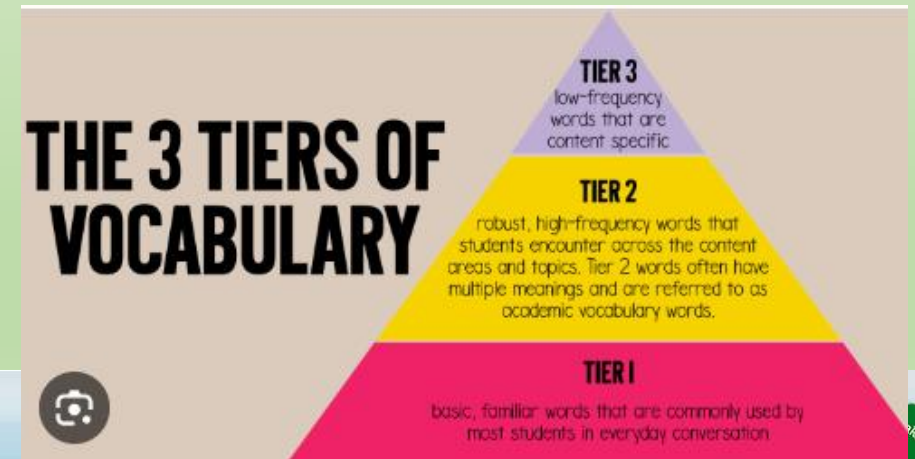 THE 3 TIERS OF
VOCABULARY
TIER 3
low-frequency
words that are
content specific
TIER 2
robust, high-frequency words that
students encounter across the content
areas and topics. Tier 2 words often have
multiple meanings and are referred to as
academic vocabulary words.
TIER 1
basic, familiar words that are commonly used by
most students in everyday conversation